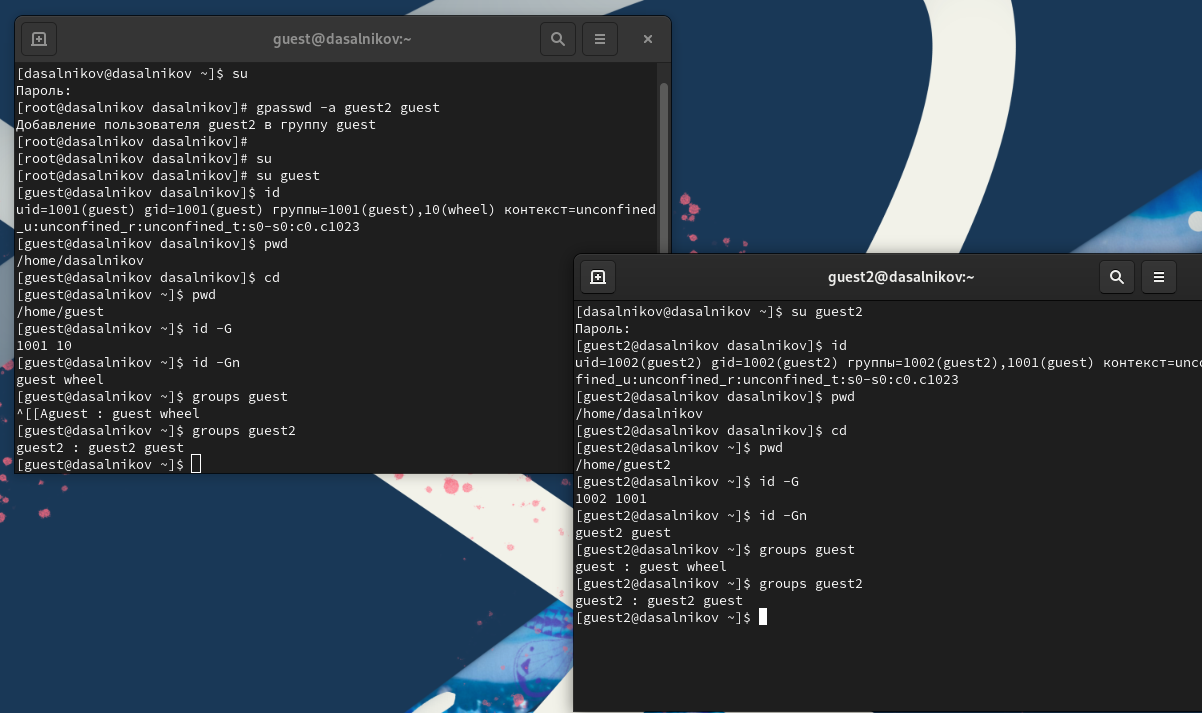 guest@dasalnikov:~
[dasalnikov@dasalnikov ~]$ su
Пароль:
[root@dasalnikov dasalnikov]# gpasswd -a guest2 guest
Добавление пользователя guest2 в группу guest
[root@dasalnikov dasalnikov]#
[root@dasalnikov dasalnikov]# su
[root@dasalnikov dasalnikov]# su guest
[guest@dasalnikov dasalnikov]$ id
uid=1001(guest) gid=1001(guest) группы=1001(guest),10(wheel) контекст=unconfined
_u:unconfined_r:unconfined_t:s0-s0:c0.c1023
[guest@dasalnikov dasalnikov]$ pwd
/home/dasalnikov
[guest@dasalnikov dasalnikov]$ cd
[guest@dasalnikov ~]$ pwd
/home/guest
[guest@dasalnikov ~]$ id -G
1001 10
[guest@dasalnikov ~]$ id -Gn
guest wheel
[guest@dasalnikov ~]$ groups guest
^[[Aguest : guest wheel
[guest@dasalnikov ~]$ groups guest2
guest2 : guest2 guest
[guest@dasalnikov ~]$
guest2@dasalnikov:~
[dasalnikov@dasalnikov ~]$ su guest2
Пароль:
[guest2@dasalnikov dasalnikov]$ id
uid=1002(guest2) gid=1002(guest2) группы=1002(guest2),1001(guest) контекст=unc
fined_u:unconfined_r:unconfined_t:s0-s0:c0.c1023
[guest2@dasalnikov dasalnikov]$ pwd
/home/dasalnikov
[guest2@dasalnikov dasalnikov]$ cd
[guest2@dasalnikov ~]$ pwd
/home/guest2
[guest2@dasalnikov ~]$ id -G
1002 1001
[guest2@dasalnikov ~]$ id -Gn
guest2 guest
[guest2@dasalnikov ~]$ groups guest
guest : guest wheel
[guest2@dasalnikov ~]$ groups guest2
guest2 : guest2 guest
[guest2@dasalnikov ~]$